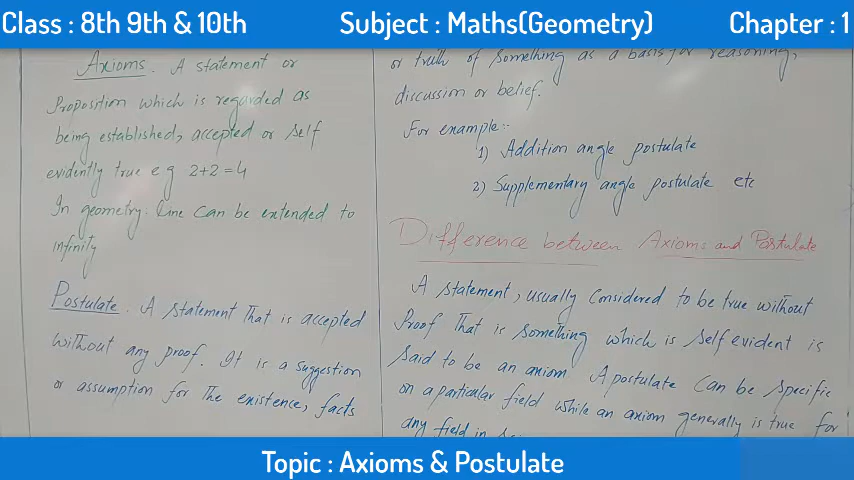 Class : 8th 9th & 10th
Subject : Maths(Geometry)
Chapter : 1
Axioms. A statement or
Proposition which is regarded as
being established, accepted or self
evidently true e g 2+2 = 4
In geometry: Line can be extended to
infinity
Postulate. A statement That is accepted
without any proof. It is a suggestion
or assumption for The existence, facts
or truth of something as a basis for reasoning,
discussion or belief.
For example:-
1) Addition angle postulate
2) Supplementary angle postulate etc
Difference between Axioms and Postulate
A statement, usually Considered to be true without
Proof That is something which is self evident is
said to be an axiom. A postulate Can be specific
on a particular field while an axiom generally is true for
any field in
Topic : Axioms & Postulate